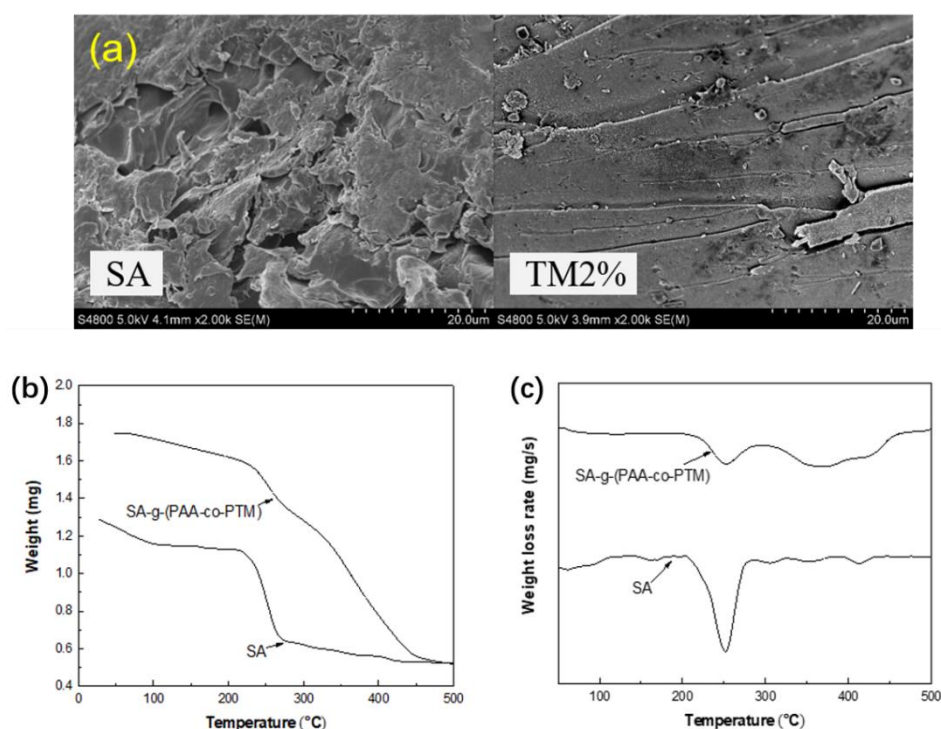 (a)
SA
TM2%
S4800 5.0kV 4.1mm x2.00k SE(M)
20.0um
S4800 5.0kV 3.9mm x2.00k SE(M)
20.0um
(b)
2.0
1.8
1.6
1.4
1.2
1.0
0.8
0.6
0.4
Weight (mg)
SA-g-(PAA-co-PTM)
SA
0
100
200
300
400
500
Temperature (°C)
(c)
Weight loss rate (mg/s)
SA-g-(PAA-co-PTM)
SA
100
200
300
400
500
Temperature (°C)